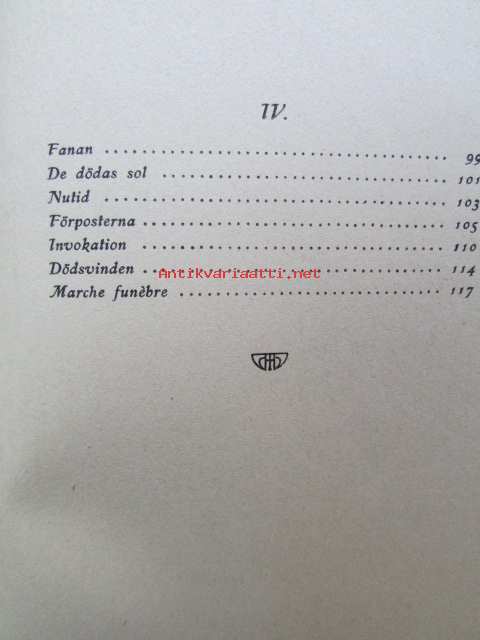 IV.
Fanan ........................................ 99
De dödas sol ................................. 101
Nutid ........................................ 103
Förposterna .................................. 105
Invokation ................................... 110
Dödsvinden ................................... 114
Antikvariaatti.net
Marche funèbre ............................... 117